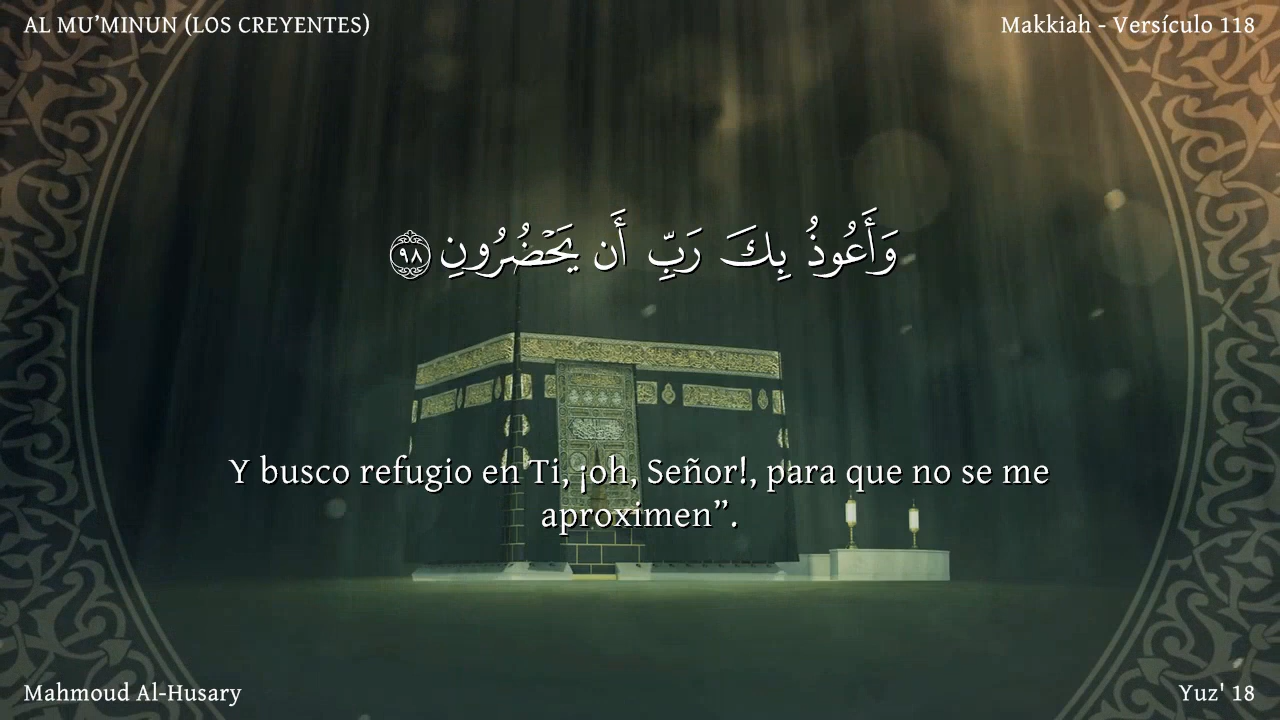 AL MU’MINUN (LOS CREYENTES)
Makkiah - Versículo 118
وَأَعُوذُ بِكَ رَبِّ أَن يَحْضُرُونِ ٩٨
Y busco refugio en Ti, ¡oh, Señor!, para que no se me
aproximen”.
Mahmoud Al-Husary
Yuz' 18